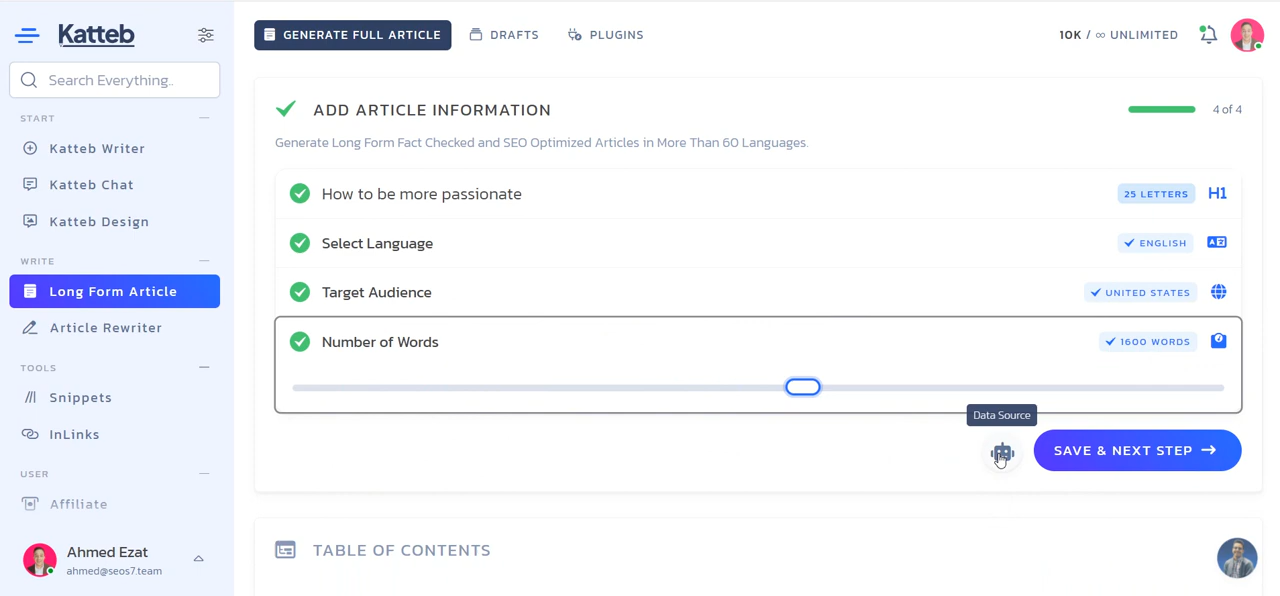 Katteb
Search Everything..
START
Katteb Writer
Katteb Chat
Katteb Design
WRITE
Long Form Article
Article Rewriter
TOOLS
Snippets
InLinks
USER
Affiliate
Ahmed Ezat
ahmed@seos7.team
GENERATE FULL ARTICLE
DRAFTS
PLUGINS
10K / ∞ UNLIMITED
ADD ARTICLE INFORMATION
4 of 4
Generate Long Form Fact Checked and SEO Optimized Articles in More Than 60 Languages.
How to be more passionate
25 LETTERS
H1
Select Language
ENGLISH
Target Audience
UNITED STATES
Number of Words
1600 WORDS
Data Source
SAVE & NEXT STEP
TABLE OF CONTENTS